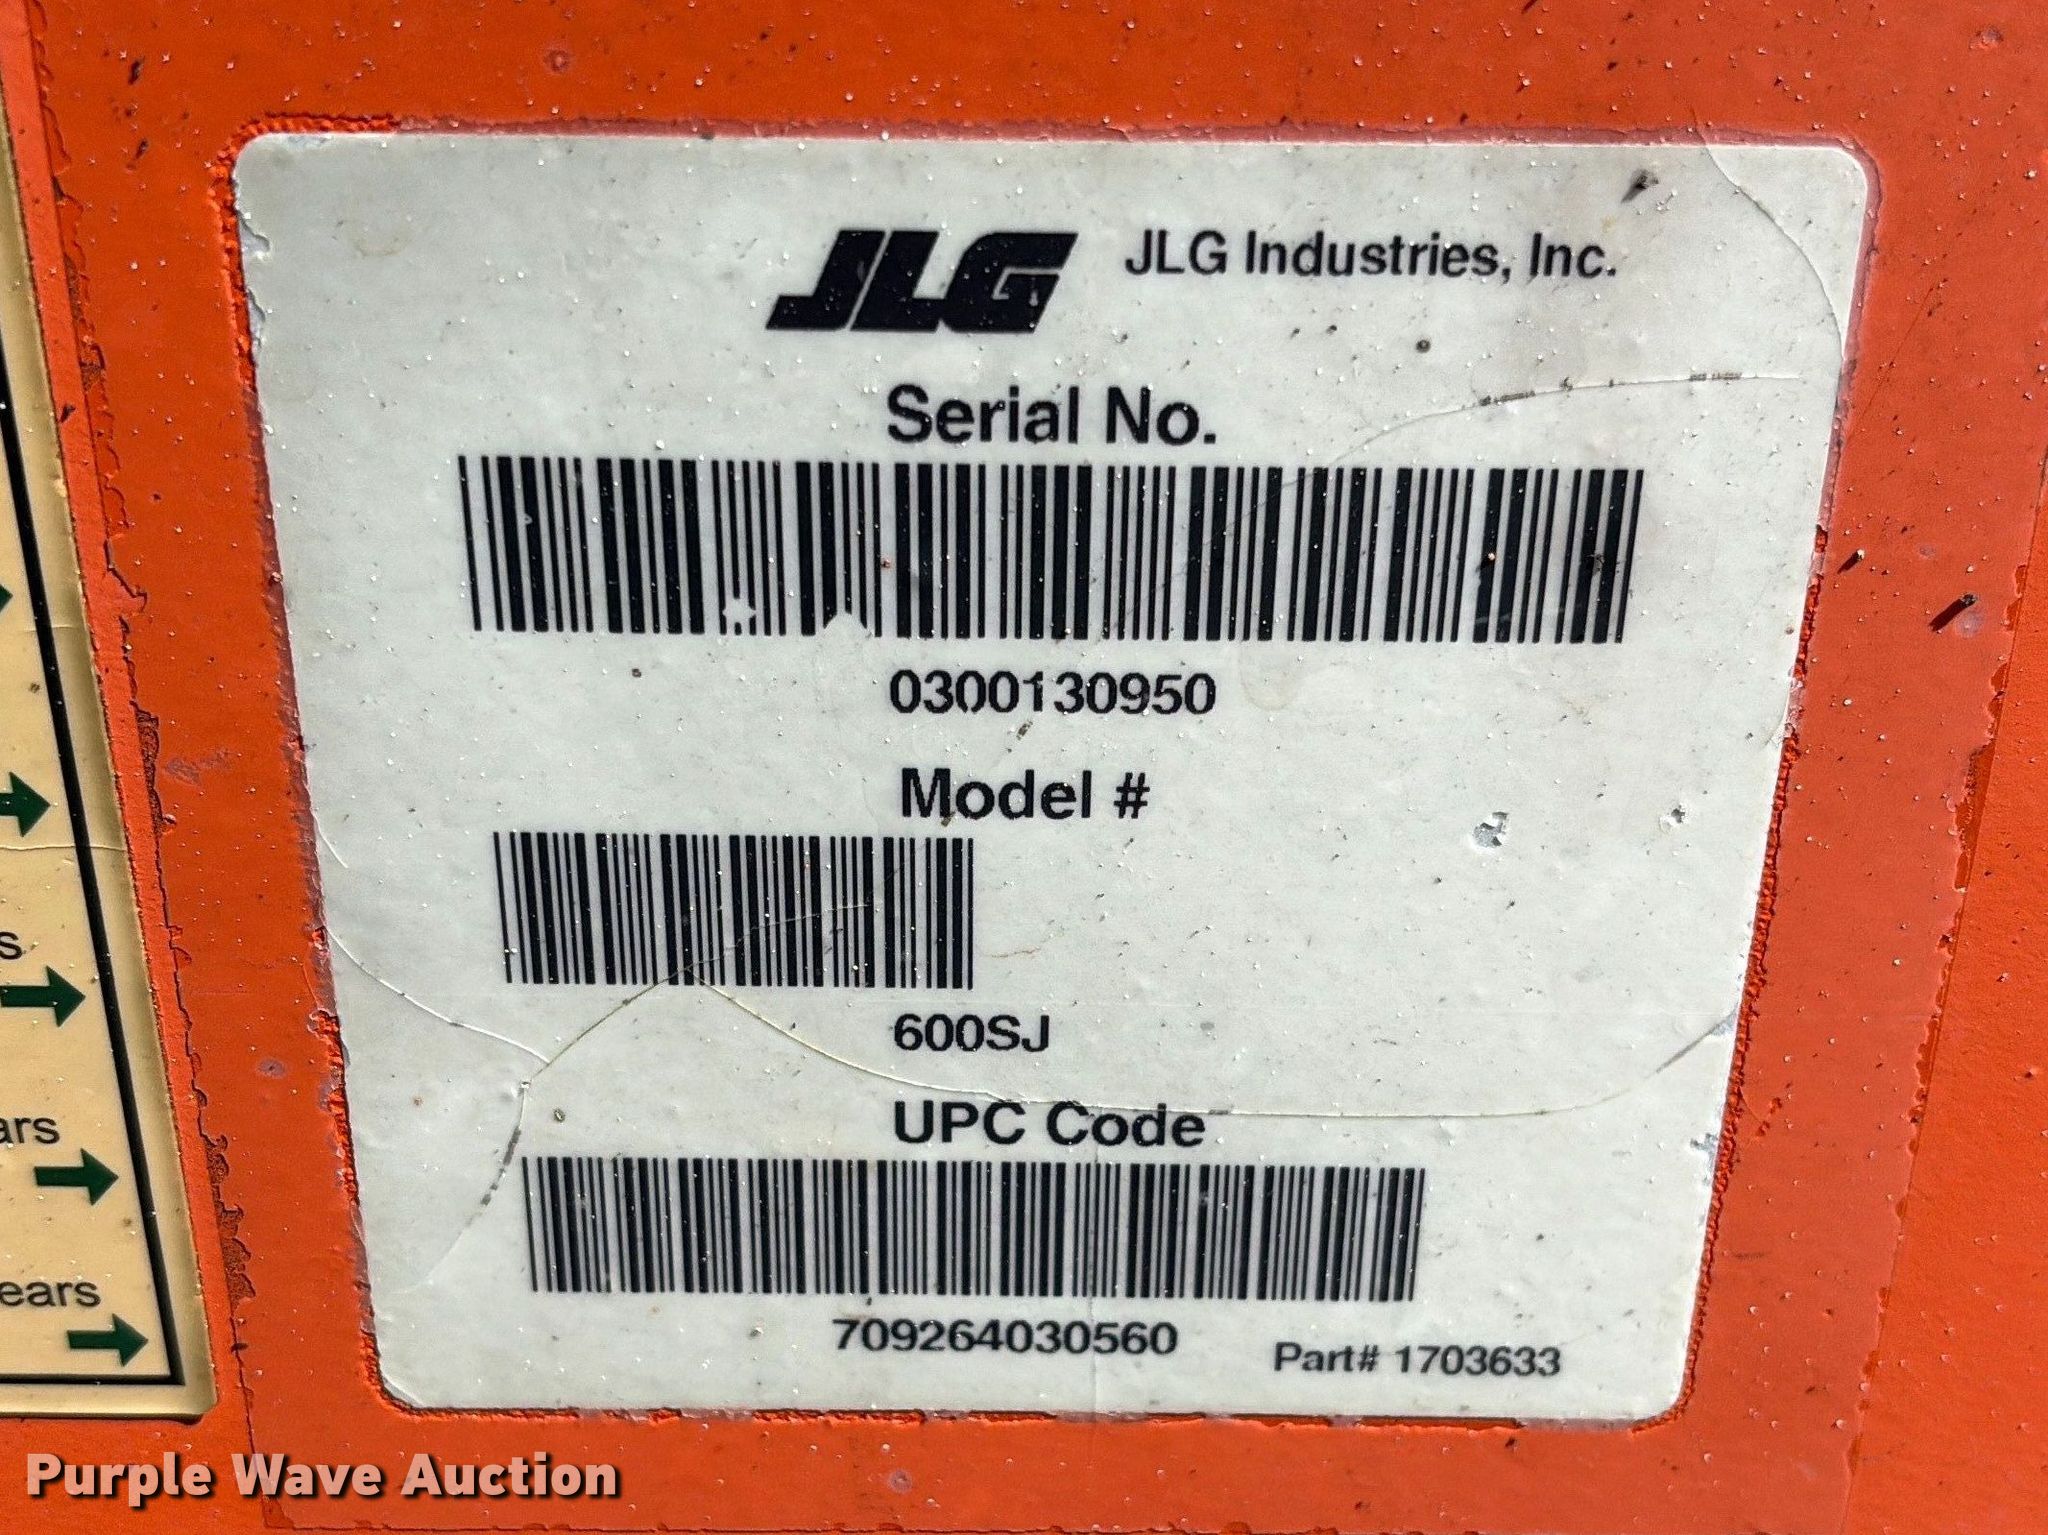 JLG JLG Industries, Inc.
Serial No.
0300130950
Model #
600SJ
UPC Code
709264030560
Part# 1703633
s
ars
ears
Purple Wave Auction